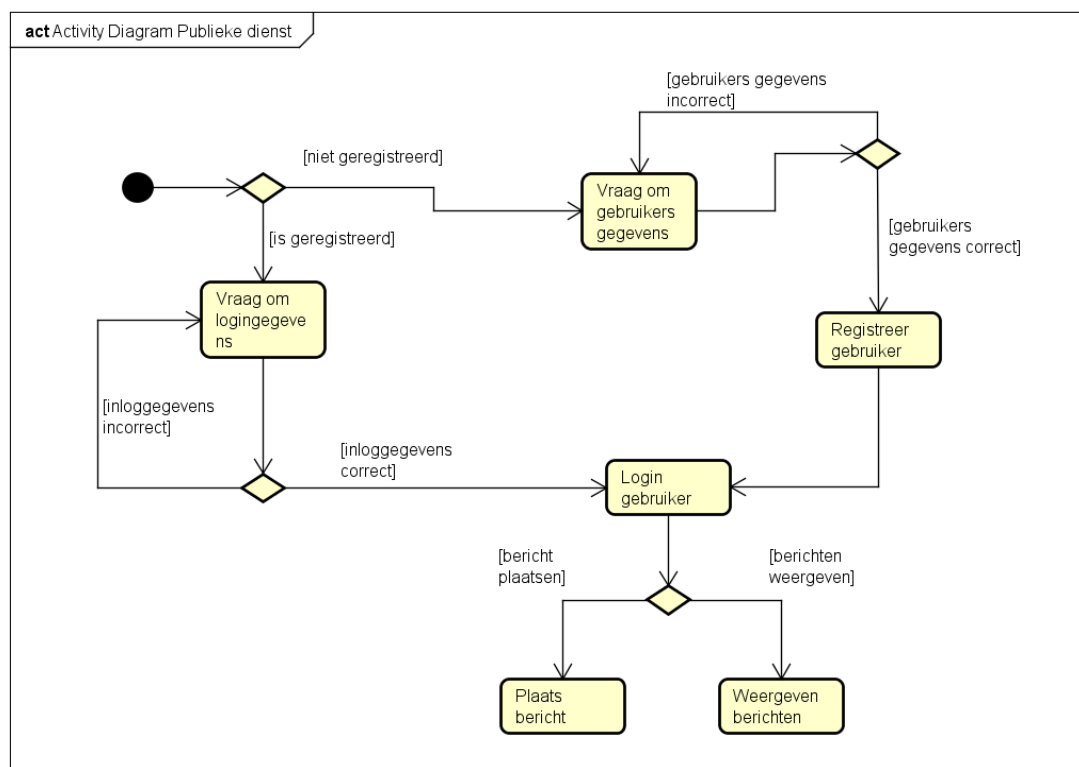 act Activity Diagram Publieke dienst
[gebruikers gegevens
incorrect]
[niet geregistreerd]
Vraag om
gebruikers
gegevens
[gebruikers
gegevens correct]
[is geregistreerd]
Vraag om
logingegeve
ns
Registreer
gebruiker
[inloggegevens
incorrect]
[inloggegevens
correct]
Login
gebruiker
[bericht
plaatsen]
[berichten
weergeven]
Plaats
bericht
Weergeven
berichten